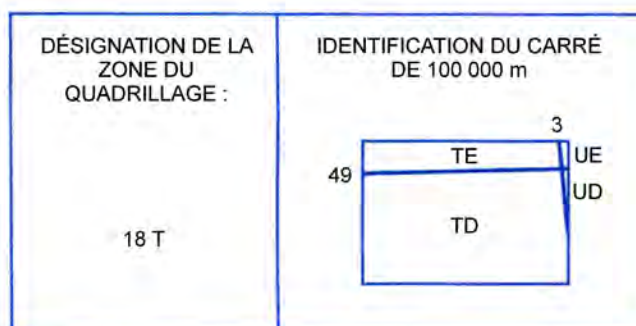 DÉSIGNATION DE LA
ZONE DU
QUADRILLAGE :
18 T
IDENTIFICATION DU CARRÉ
DE 100 000 m
3
TE
UE
49
UD
TD